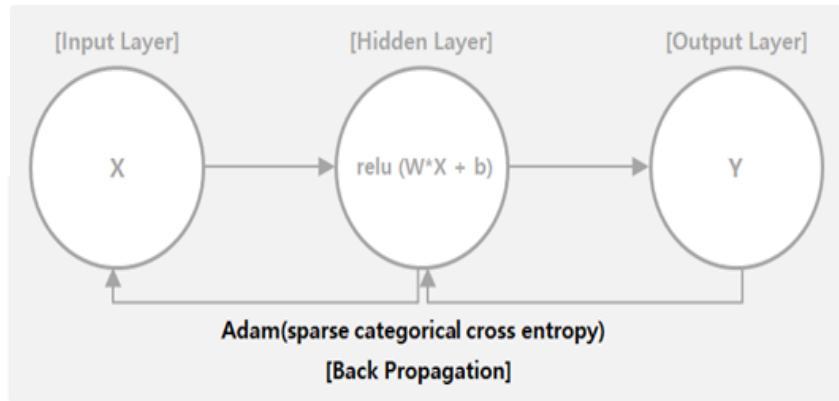 [Input Layer]
[Hidden Layer]
[Output Layer]
X
relu (W*X + b)
Y
Adam(sparse categorical cross entropy)
[Back Propagation]